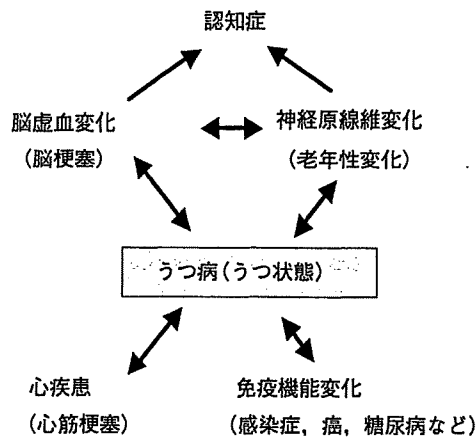 認知症
脳虚血変化
(脳梗塞)
神経原線維変化
(老年性変化)
うつ病(うつ状態)
心疾患
(心筋梗塞)
免疫機能変化
(感染症，癌，糖尿病など)